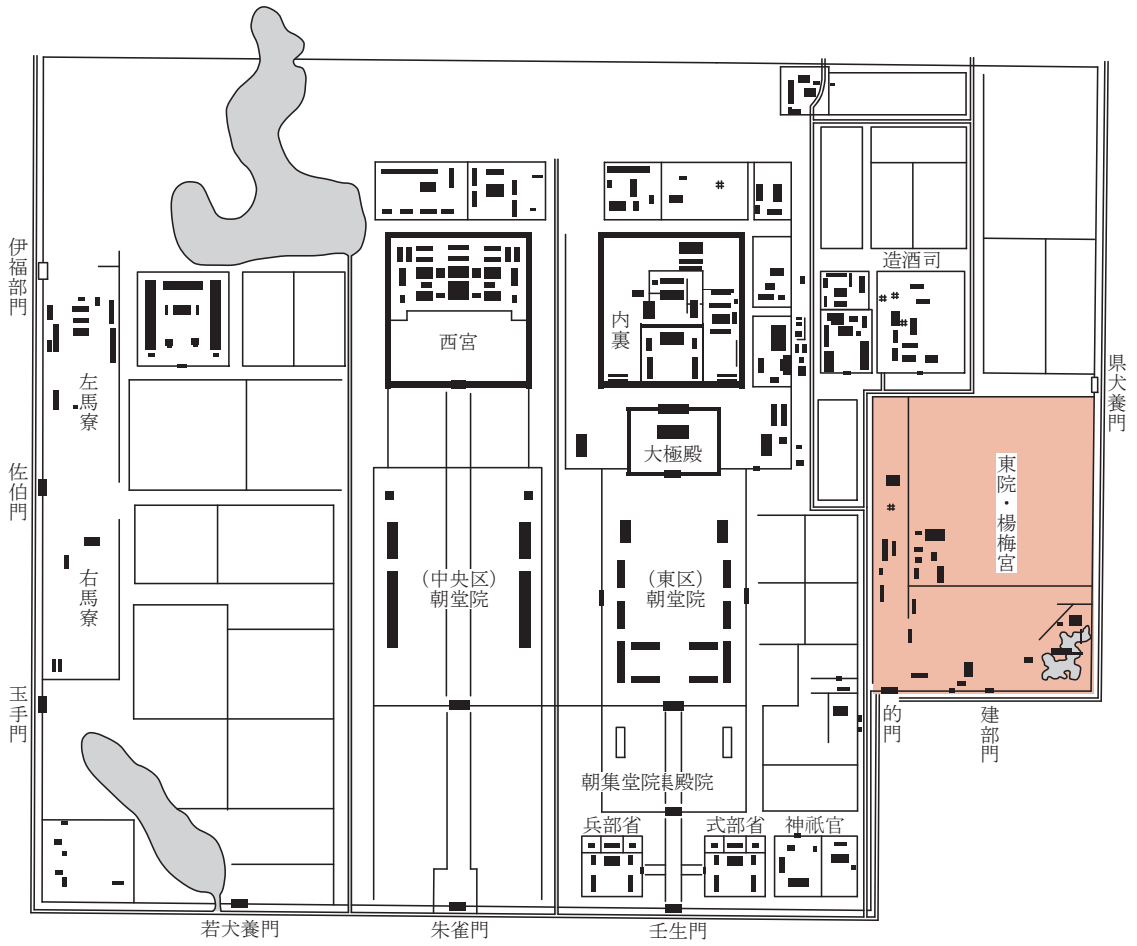 造酒司
伊福部門
西宮
内裏
県犬養門
左馬寮
大極殿
東院・楊梅宮
佐伯門
(中央区)
朝堂院
(東区)
朝堂院
右馬寮
玉手門
的門
建部門
朝集堂院
集殿院
兵部省
式部省
神祇官
若犬養門
朱雀門
壬生門